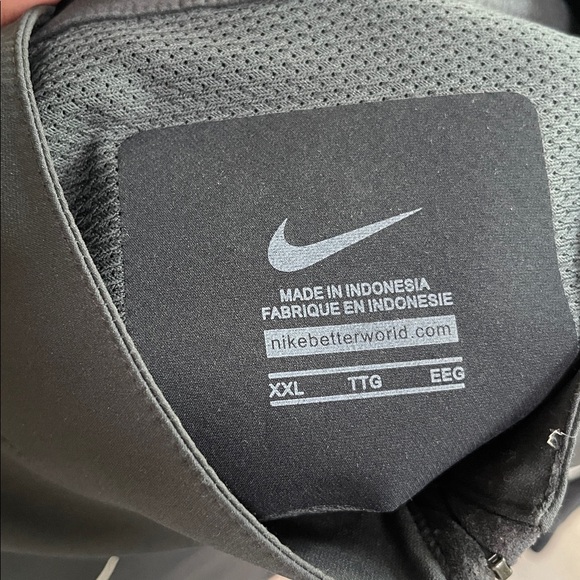 MADE IN INDONESIA
FABRIQUE EN INDONESIE
nikebetterworld.com
XXL TTG EEG